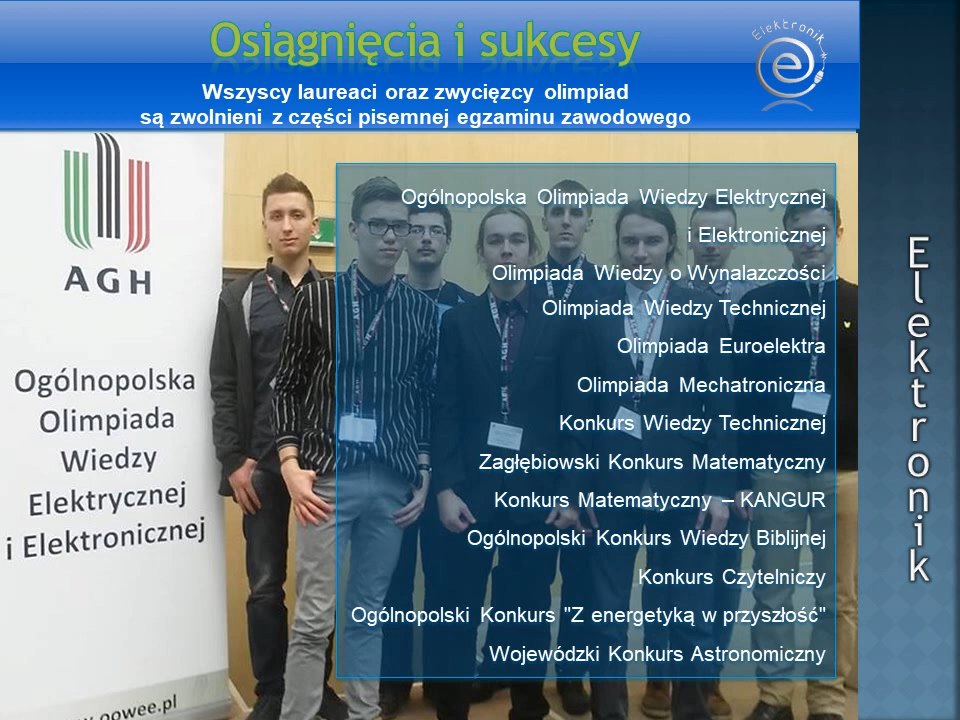 Osiągnięcia i sukcesy
Elektronik
e
Wszyscy laureaci oraz zwycięzcy olimpiad
są zwolnieni z części pisemnej egzaminu zawodowego
AGH
Ogólnopolska
Olimpiada
Wiedzy
Elektrycznej
i Elektronicznej
www.oowee.pl
Ogólnopolska Olimpiada Wiedzy Elektrycznej
i Elektronicznej
Olimpiada Wiedzy o Wynalazczości
Olimpiada Wiedzy Technicznej
Olimpiada Euroelektra
Olimpiada Mechatroniczna
Konkurs Wiedzy Technicznej
Zagłębiowski Konkurs Matematyczny
Konkurs Matematyczny – KANGUR
Ogólnopolski Konkurs Wiedzy Biblijnej
Konkurs Czytelniczy
Ogólnopolski Konkurs "Z energetyką w przyszłość"
Wojewódzki Konkurs Astronomiczny
Elektronik